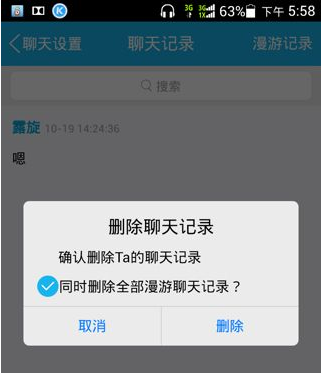 3G 3G 1X 63% 下午 5:58
聊天设置 聊天记录 漫游记录
搜索
露旋 10-19 14:24:36
嗯
删除聊天记录
确认删除Ta的聊天记录
同时删除全部漫游聊天记录？
取消 删除